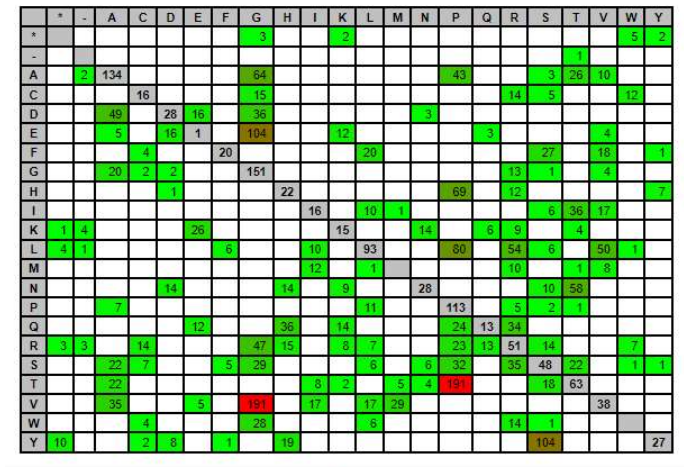 * - A C D E F G H I K L M N P Q R S T V W Y
* 3 2 5 2
- 1
A 2 134 64 43 3 26 10
C 16 15 14 5 12
D 49 28 16 36 3
E 5 16 1 104 12 3 4
F 4 20 20 27 18 1
G 20 2 2 151 13 1 4
H 1 22 69 12 7
I 16 10 1 6 36 17
K 1 4 26 15 14 6 9 4
L 4 1 6 10 93 80 54 6 50 1
M 12 1 10 1 8
N 14 14 9 28 10 58
P 7 11 113 5 2 1
Q 12 36 14 24 13 34
R 3 3 14 47 15 8 7 23 13 51 14 7
S 22 7 5 29 6 6 32 35 48 22 1 1
T 22 8 2 5 4 191 18 63
V 35 5 191 17 17 29 38
W 4 28 6 14 1
Y 10 2 8 1 19 104 27